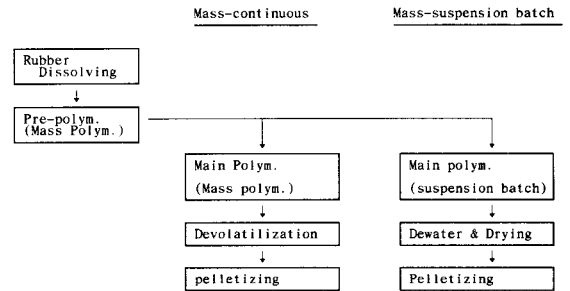 Mass-continuous
Mass-suspension batch
Rubber
Dissolving
Pre-polym.
(Mass Polym.)
Main Polym.
(Mass polym.)
Main polym.
(suspension batch)
Devolatilization
Dewater & Drying
pelletizing
Pelletizing